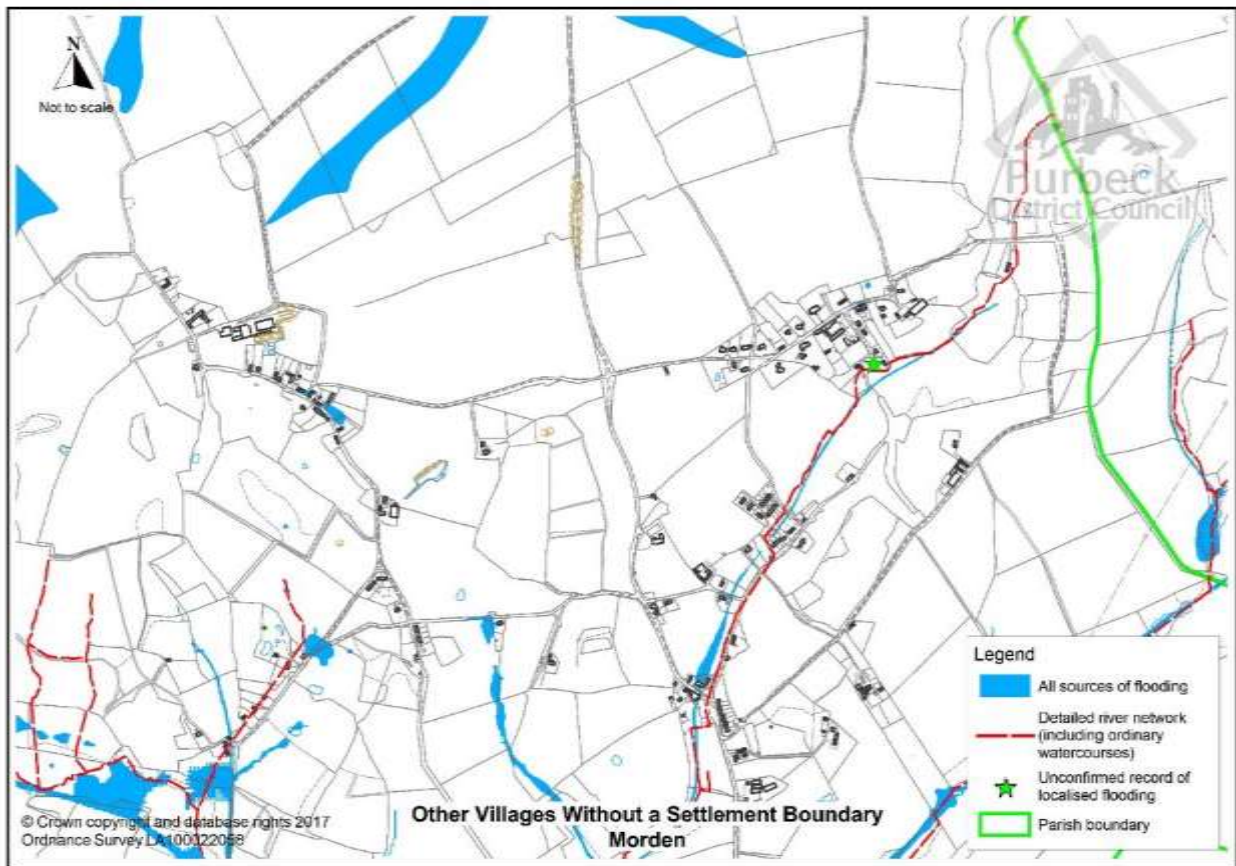 N
Not to scale
Purbeck
District Council
Legend
All sources of flooding
Detailed river network
(including ordinary
watercourses)
Unconfirmed record of
localised flooding
Parish boundary
© Crown copyright and database rights 2017
Ordnance Survey LA100022058
Other Villages Without a Settlement Boundary
Morden